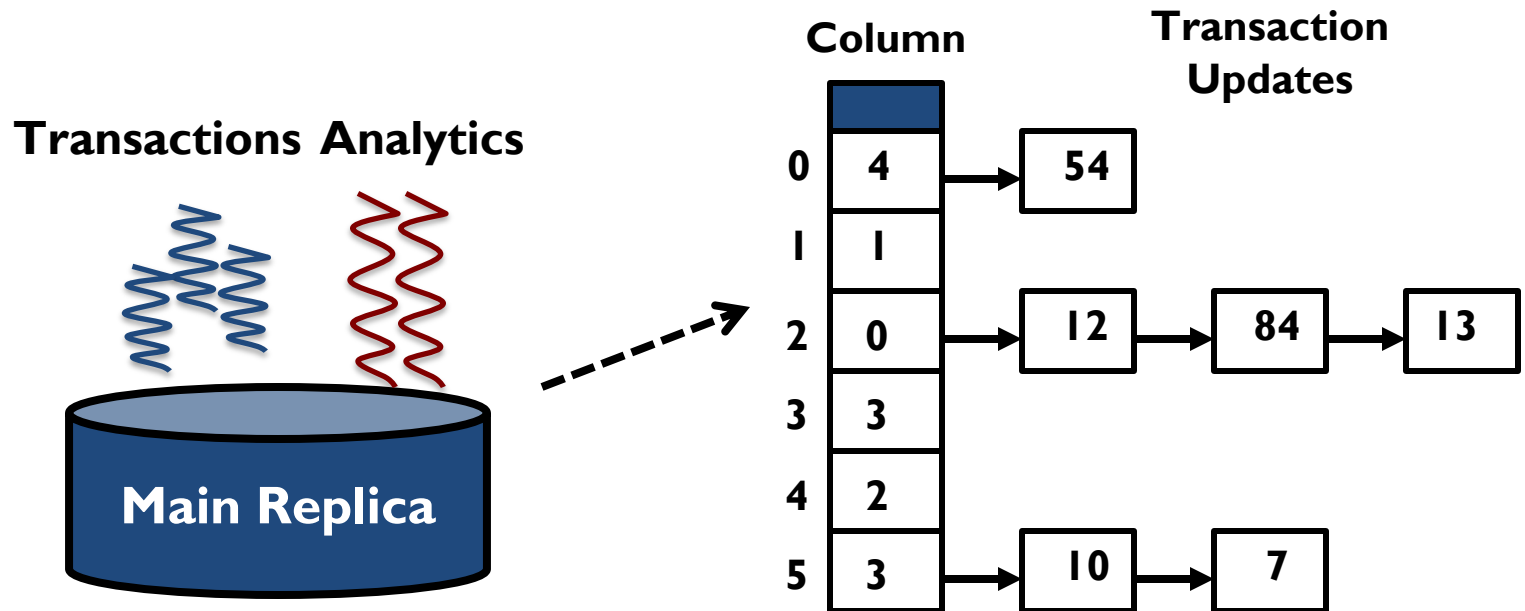 Transactions Analytics
Main Replica
Column
Transaction
Updates
0 4 54
1 1
2 0 12 84 13
3 3
4 2
5 3 10 7